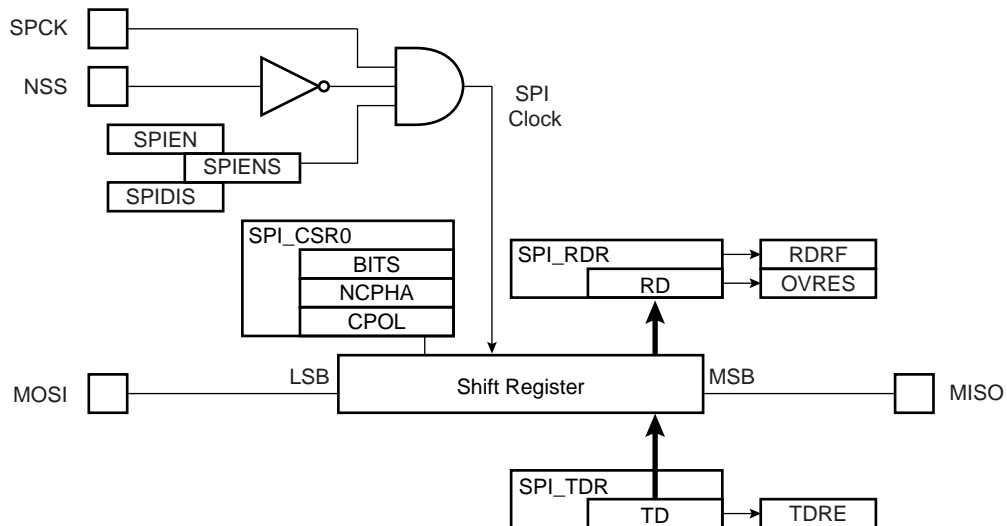 SPCK
NSS
SPI
Clock
SPIEN
SPIENS
SPIDIS
SPI_CSR0
BITS
NCPHA
CPOL
SPI_RDR
RD
RDRF
OVRES
MOSI
LSB
Shift Register
MSB
MISO
SPI_TDR
TD
TDRE